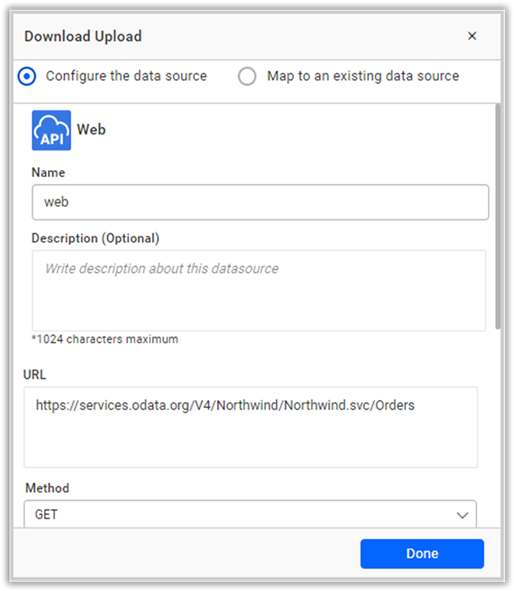 Download Upload ×
Configure the data source Map to an existing data source
API Web
Name
web
Description (Optional)
Write description about this datasource
*1024 characters maximum
URL
https://services.odata.org/V4/Northwind/Northwind.svc/Orders
Method
GET
Done